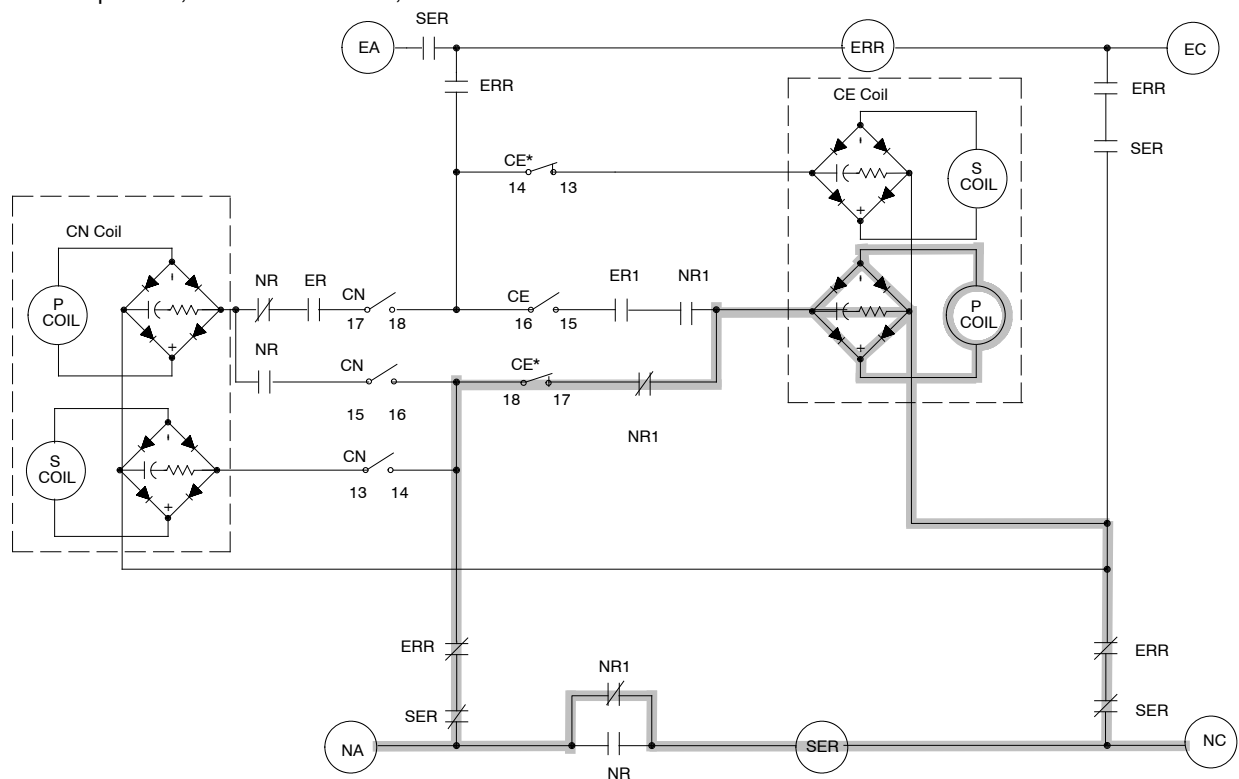 SER
EA
ERR
EC
ERR
CE Coil
ERR
SER
CE*
14 13
S
COIL
-
+
CN Coil
P
COIL
-
+
NR
ER
CN
17 18
CE
16 15
ER1
NR1
-
+
P
COIL
NR
CN
15 16
CE*
18 17
NR1
S
COIL
-
+
CN
13 14
ERR
ERR
NR1
SER
SER
NA
NR
SER
NC